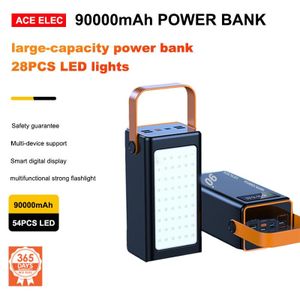 ACE ELEC
90000mAh POWER BANK
large-capacity power bank
28PCS LED lights
Safety guarantee
Multi-device support
Smart digital display
multifunctional strong flashlight
90000mAh
54PCS LED
365
DAYS